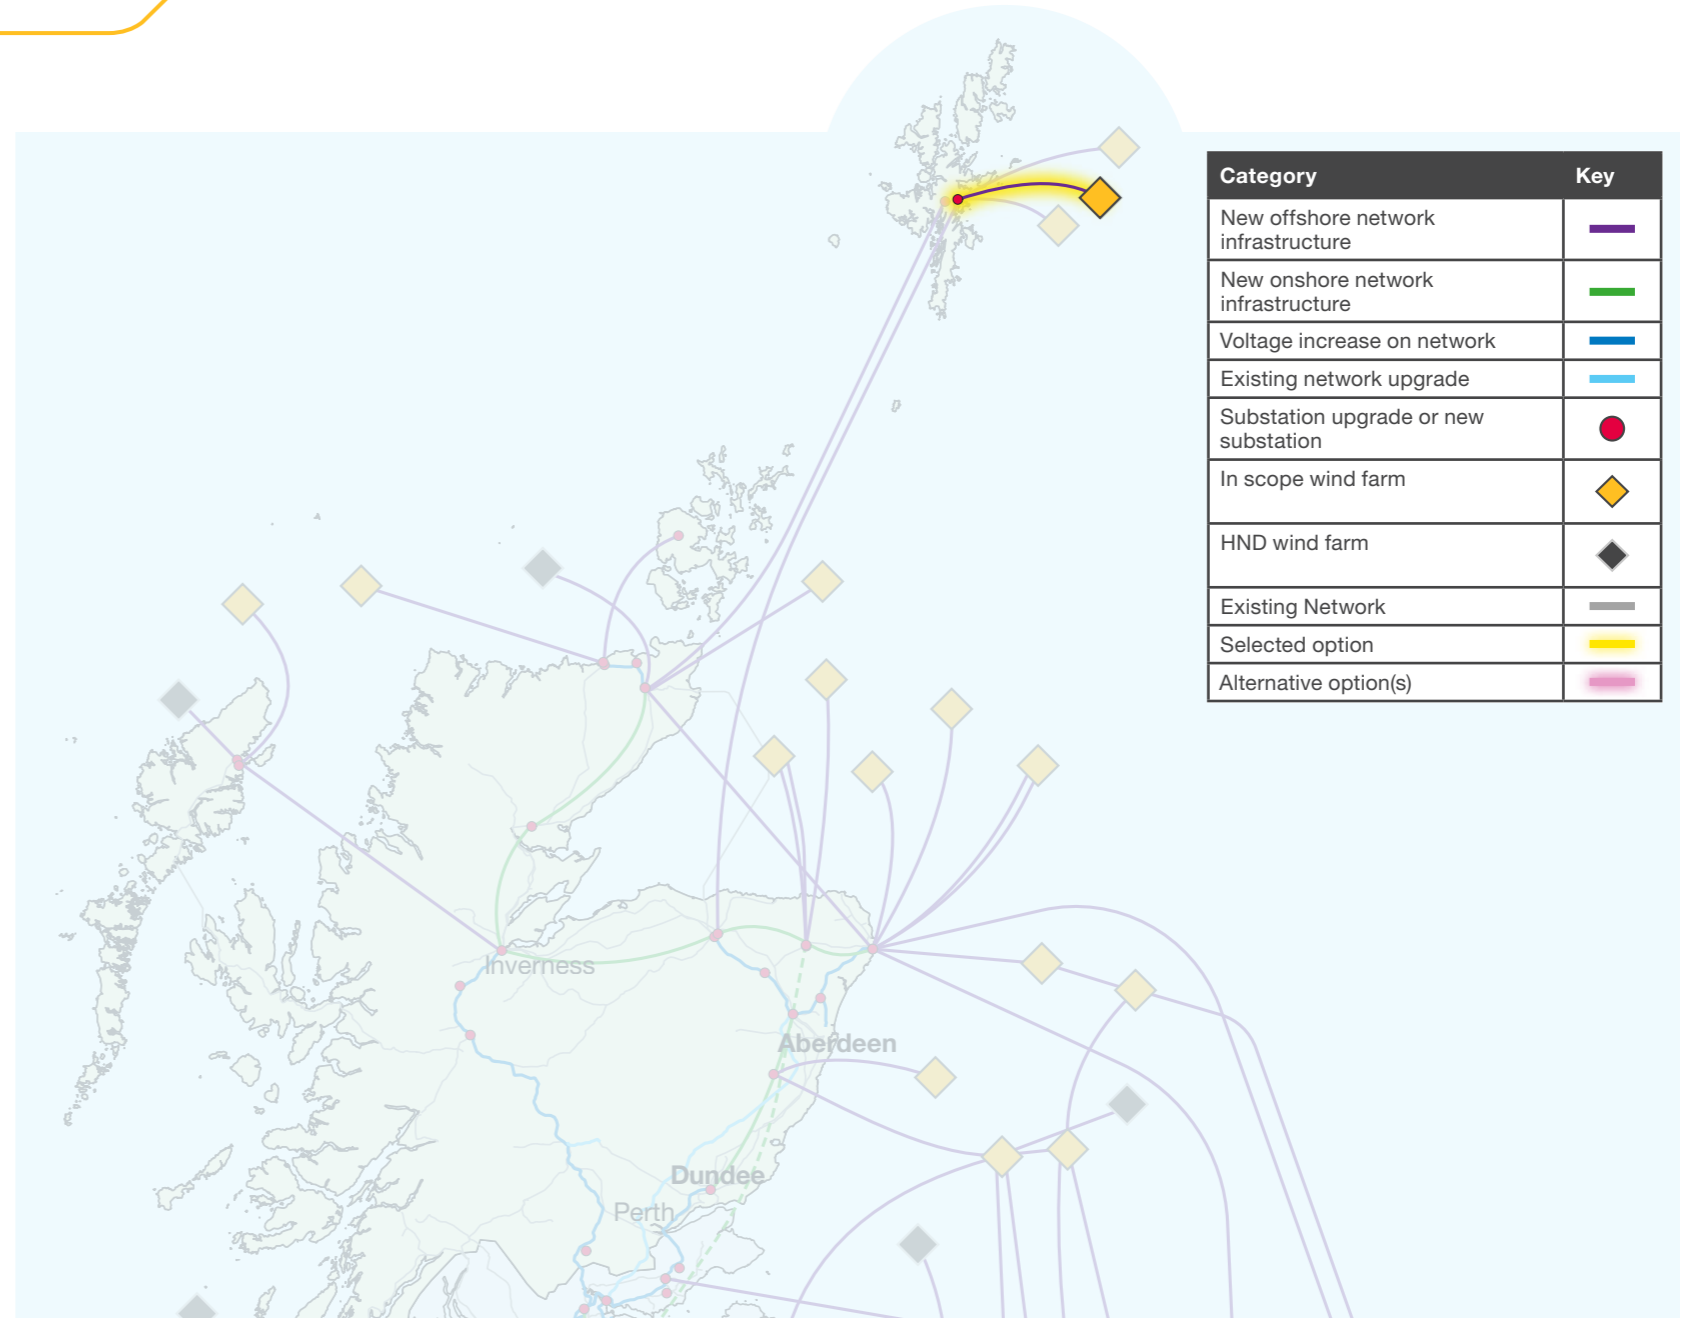 Category Key
New offshore network
infrastructure
New onshore network
infrastructure
Voltage increase on network
Existing network upgrade
Substation upgrade or new
substation
In scope wind farm
HND wind farm
Existing Network
Selected option
Alternative option(s)
Inverness
Aberdeen
Dundee
Perth